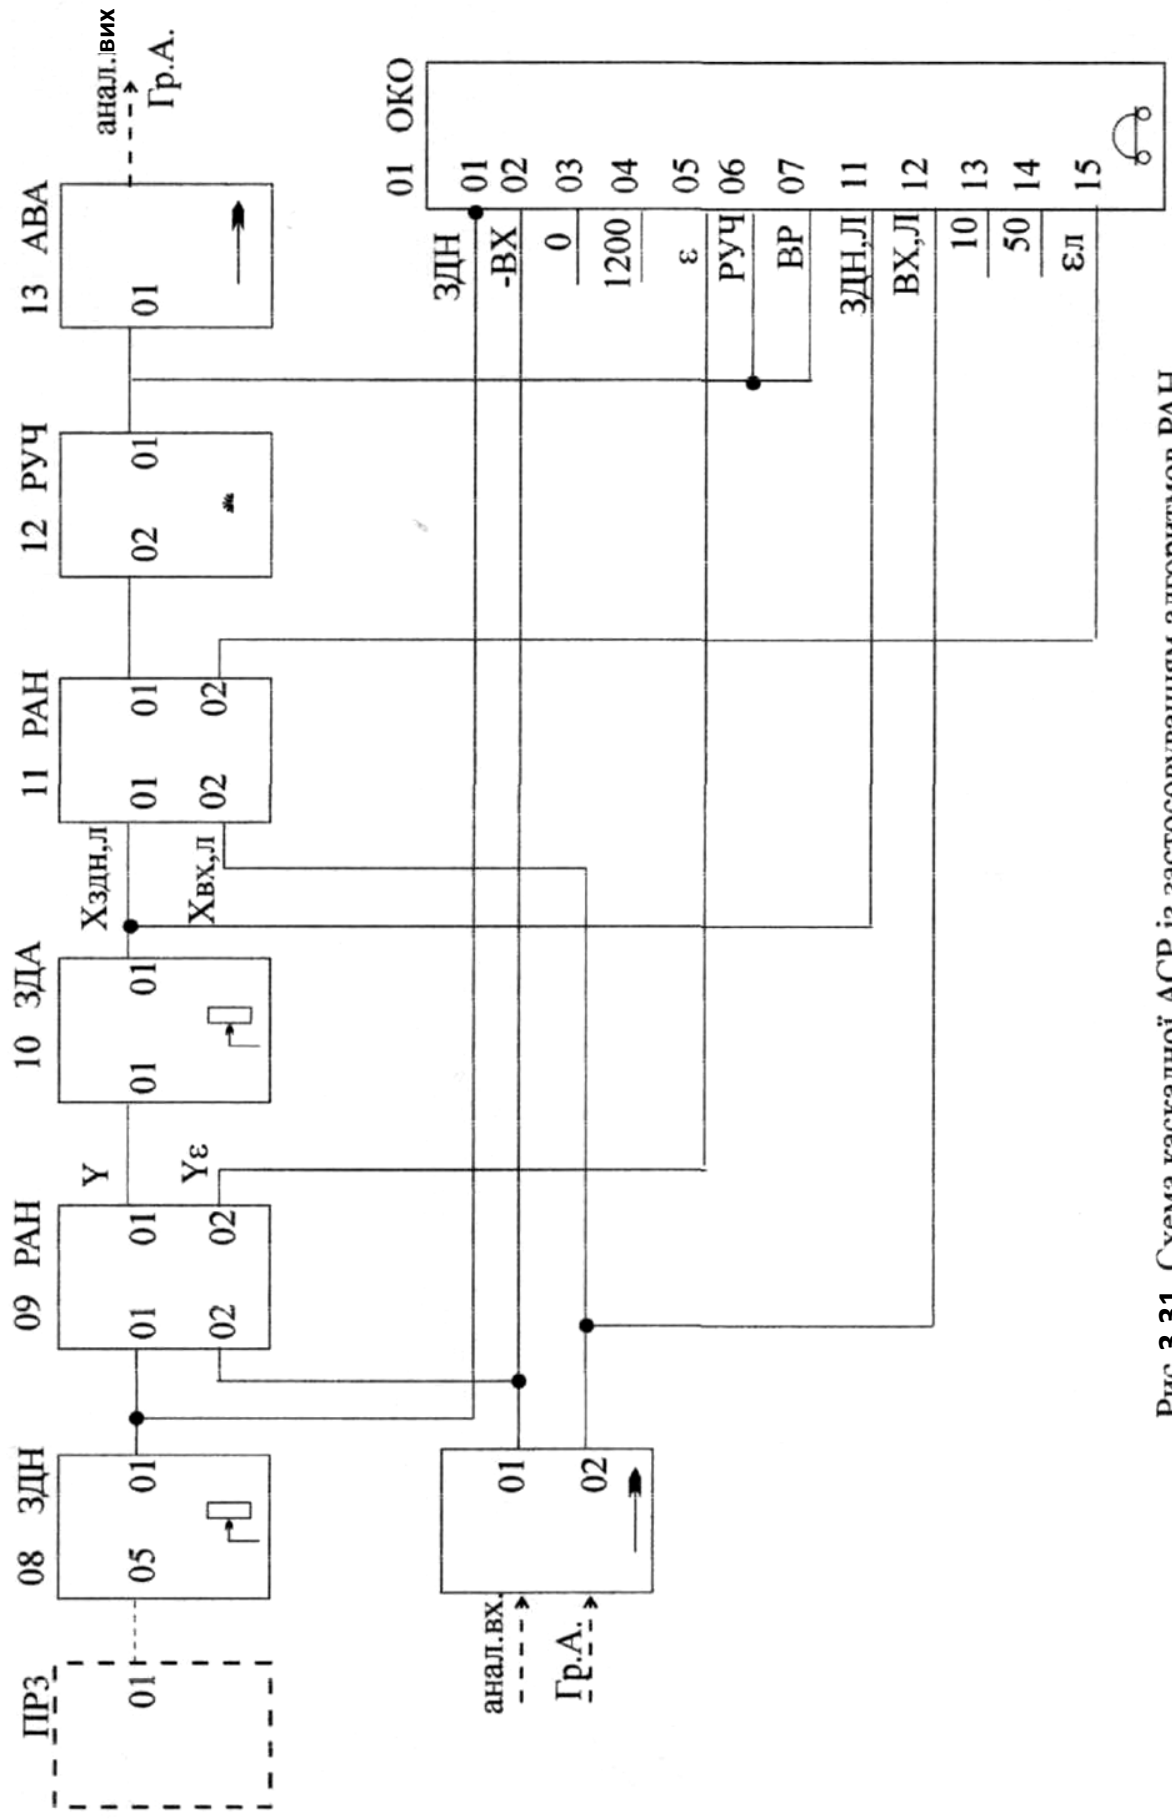 ПРЗ
01
08 ЗДН
05 01
09 РАН
01 01
02 02
Y
Yε
10 ЗДА
01 01
Xздн,л
Xвх,л
11 РАН
01 01
02 02
12 РУЧ
02 01
13 АВА
01
анал. вих
Гр.А.
анал.вх.
Гр.А.
01
02
01 ОКО
ЗДН 01
-ВХ 02
0 03
1200 04
ε 05
РУЧ 06
ВР 07
ЗДН,Л 11
ВХ,Л 12
10 13
50 14
εл 15
Рис. 3.31 Схема каскадної АСР із застосуванням алгоритмов РАН